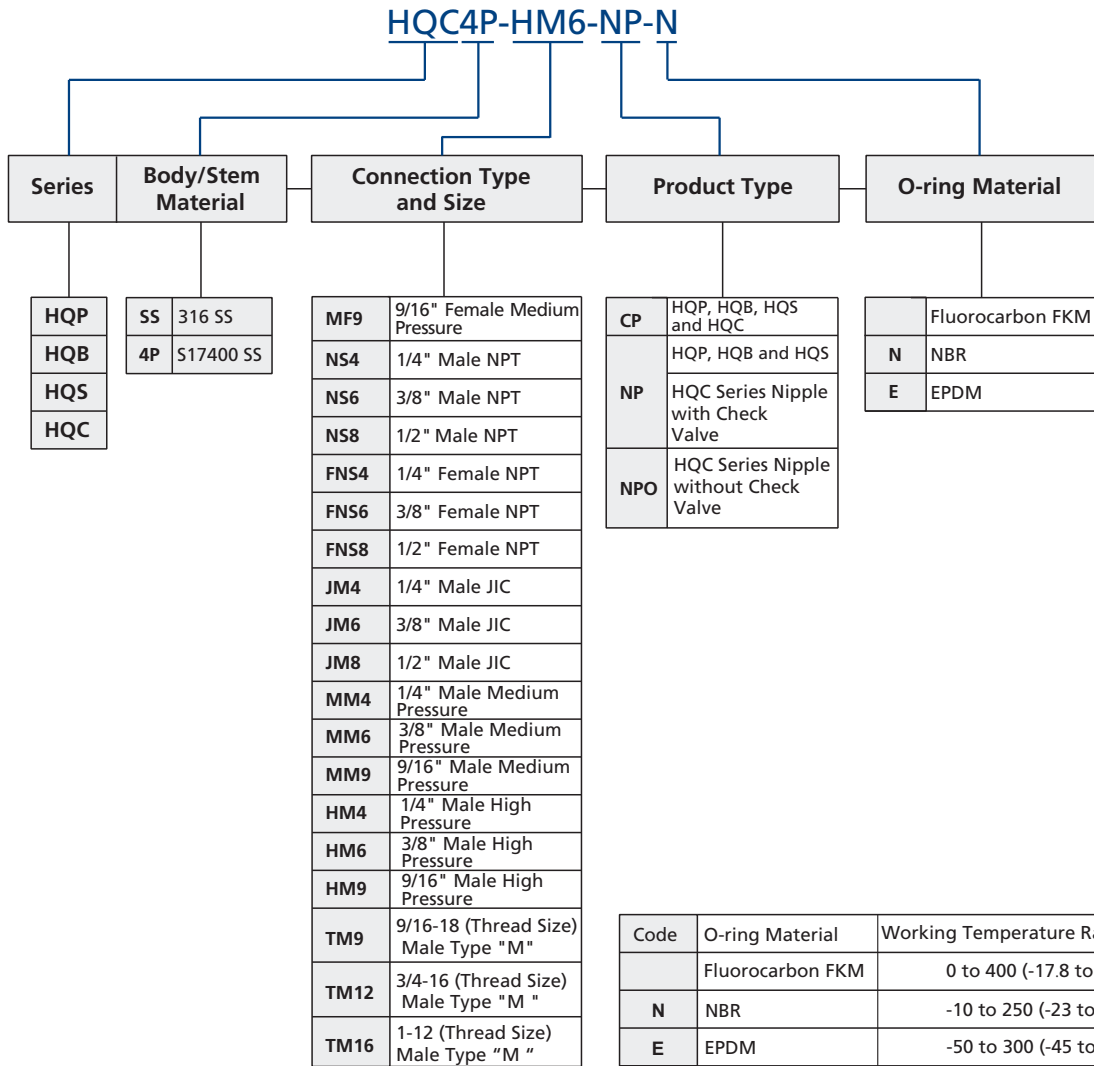 HQC4P-HM6-NP-N
Series
Body/Stem
Material
Connection Type
and Size
Product Type
O-ring Material
HQP
HQB
HQS
HQC
SS 316 SS
4P S17400 SS
MF9 9/16" Female Medium
Pressure
NS4 1/4" Male NPT
NS6 3/8" Male NPT
NS8 1/2" Male NPT
FNS4 1/4" Female NPT
FNS6 3/8" Female NPT
FNS8 1/2" Female NPT
JM4 1/4" Male JIC
JM6 3/8" Male JIC
JM8 1/2" Male JIC
MM4 1/4" Male Medium
Pressure
MM6 3/8" Male Medium
Pressure
MM9 9/16" Male Medium
Pressure
HM4 1/4" Male High
Pressure
HM6 3/8" Male High
Pressure
HM9 9/16" Male High
Pressure
TM9 9/16-18 (Thread Size)
Male Type "M"
TM12 3/4-16 (Thread Size)
Male Type "M "
TM16 1-12 (Thread Size)
Male Type “M “
CP HQP, HQB, HQS
and HQC
NP HQP, HQB and HQS
HQC Series Nipple
with Check
Valve
NPO HQC Series Nipple
without Check
Valve
Fluorocarbon FKM
N NBR
E EPDM
Code O-ring Material Working Temperature
Fluorocarbon FKM 0 to 400 (-17.8 to
N NBR -10 to 250 (-23 to
E EPDM -50 to 300 (-45 to